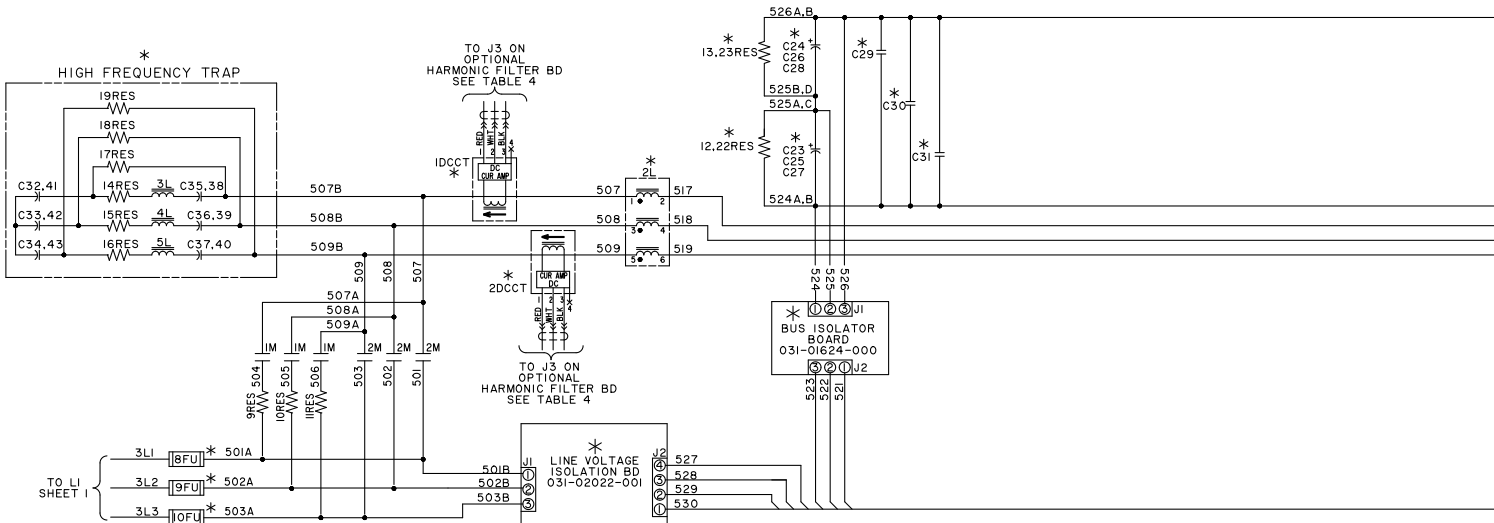 526A,B
TO J3 ON
OPTIONAL
HARMONIC FILTER BD
SEE TABLE 4
*
HIGH FREQUENCY TRAP
*
13,23RES
*
C24
C26
C28
+
*
C29
*
C30
*
C31
525B,D
525A,C
*
12,22RES
*
C23
C25
C27
+
524A,B
19RES
18RES
17RES
C32,41
14RES
3L
C35,38
C33,42
15RES
4L
C36,39
C34,43
16RES
5L
C37,40
507B
508B
509B
RED
WHT
BLK
1
2
3
4
1DCCT
*
DC
CUR AMP
*
2L
507
1
2
517
508
3
4
518
509
5
6
519
*
2DCCT
CUR AMP
DC
1
2
3
4
RED
WHT
BLK
TO J3 ON
OPTIONAL
HARMONIC FILTER BD
SEE TABLE 4
509
508
507
507A
508A
509A
1M
1M
1M
2M
2M
2M
504
505
506
503
502
501
9RES
10RES
11RES
524
525
526
*
1
2
3
J1
BUS ISOLATOR
BOARD
031-01624-000
3
2
1
J2
523
522
521
TO L1
SHEET 1
3L1
8FU
*
501A
3L2
9FU
*
502A
3L3
10FU
*
503A
501B
502B
503B
J1
1
2
3
*
LINE VOLTAGE
ISOLATION BD
031-02022-001
J2
4
3
2
1
527
528
529
530